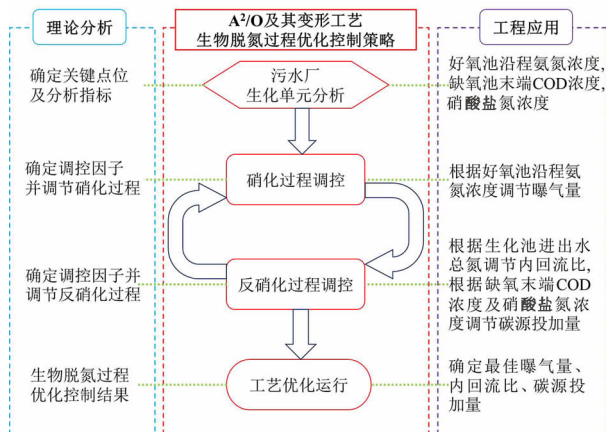 理论分析
A²/O及其变形工艺
生物脱氮过程优化控制策略
工程应用
确定关键点位
及分析指标
污水厂
生化单元分析
好氧池沿程氨氮浓度,
缺氧池末端COD浓度,
硝酸盐氮浓度
确定调控因子
并调节硝化过程
硝化过程调控
根据好氧池沿程氨
氮浓度调节曝气量
确定调控因子并
调节反硝化过程
反硝化过程调控
根据生化池进出水
总氮调节内回流比,
根据缺氧末端COD
浓度及硝酸盐氮浓
度调节碳源投加量
生物脱氮过程
优化控制结果
工艺优化运行
确定最佳曝气量、
内回流比、碳源投
加量